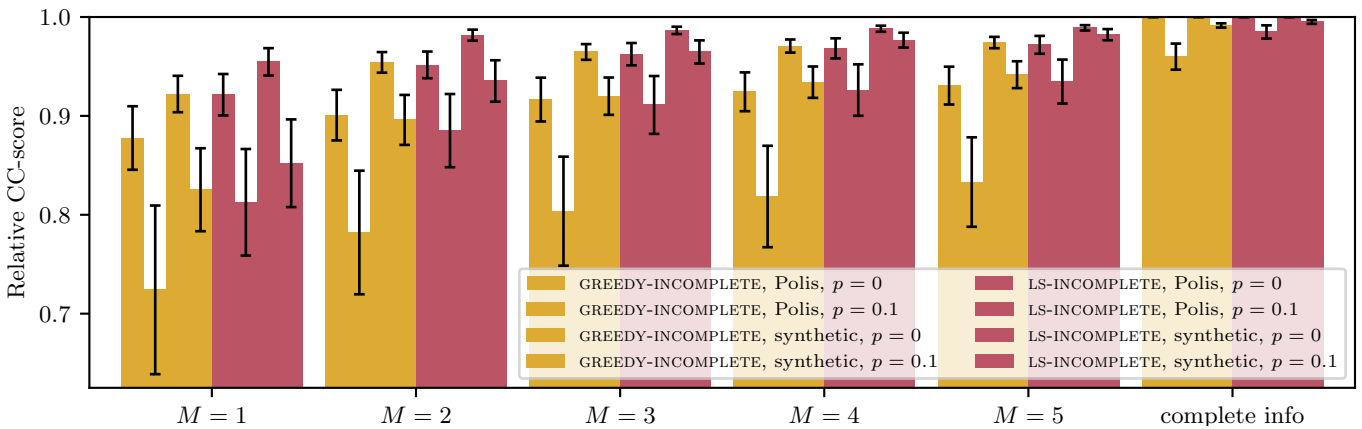 Relative CC-score
1.0
0.9
0.8
0.7
GREEDY-INCOMPLETE, Polis, p = 0
GREEDY-INCOMPLETE, Polis, p = 0.1
GREEDY-INCOMPLETE, synthetic, p = 0
GREEDY-INCOMPLETE, synthetic, p = 0.1
LS-INCOMPLETE, Polis, p = 0
LS-INCOMPLETE, Polis, p = 0.1
LS-INCOMPLETE, synthetic, p = 0
LS-INCOMPLETE, synthetic, p = 0.1
M = 1
M = 2
M = 3
M = 4
M = 5
complete info